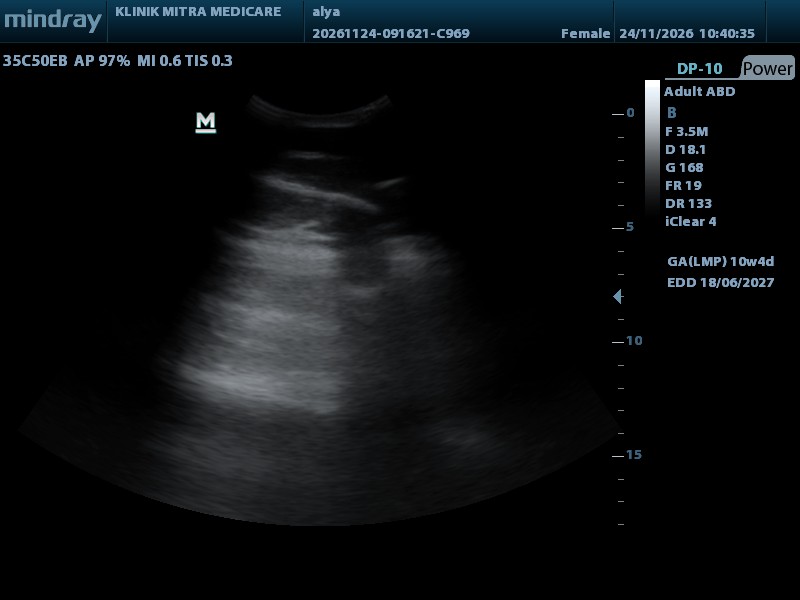 mindray
KLINIK MITRA MEDICARE
alya
20261124-091621-C969
Female
24/11/2026 10:40:35
35C50EB AP 97% MI 0.6 TIS 0.3
DP-10
Power
M
Adult ABD
B
F 3.5M
D 18.1
G 168
FR 19
DR 133
iClear 4
GA(LMP) 10w4d
EDD 18/06/2027
0
5
10
15